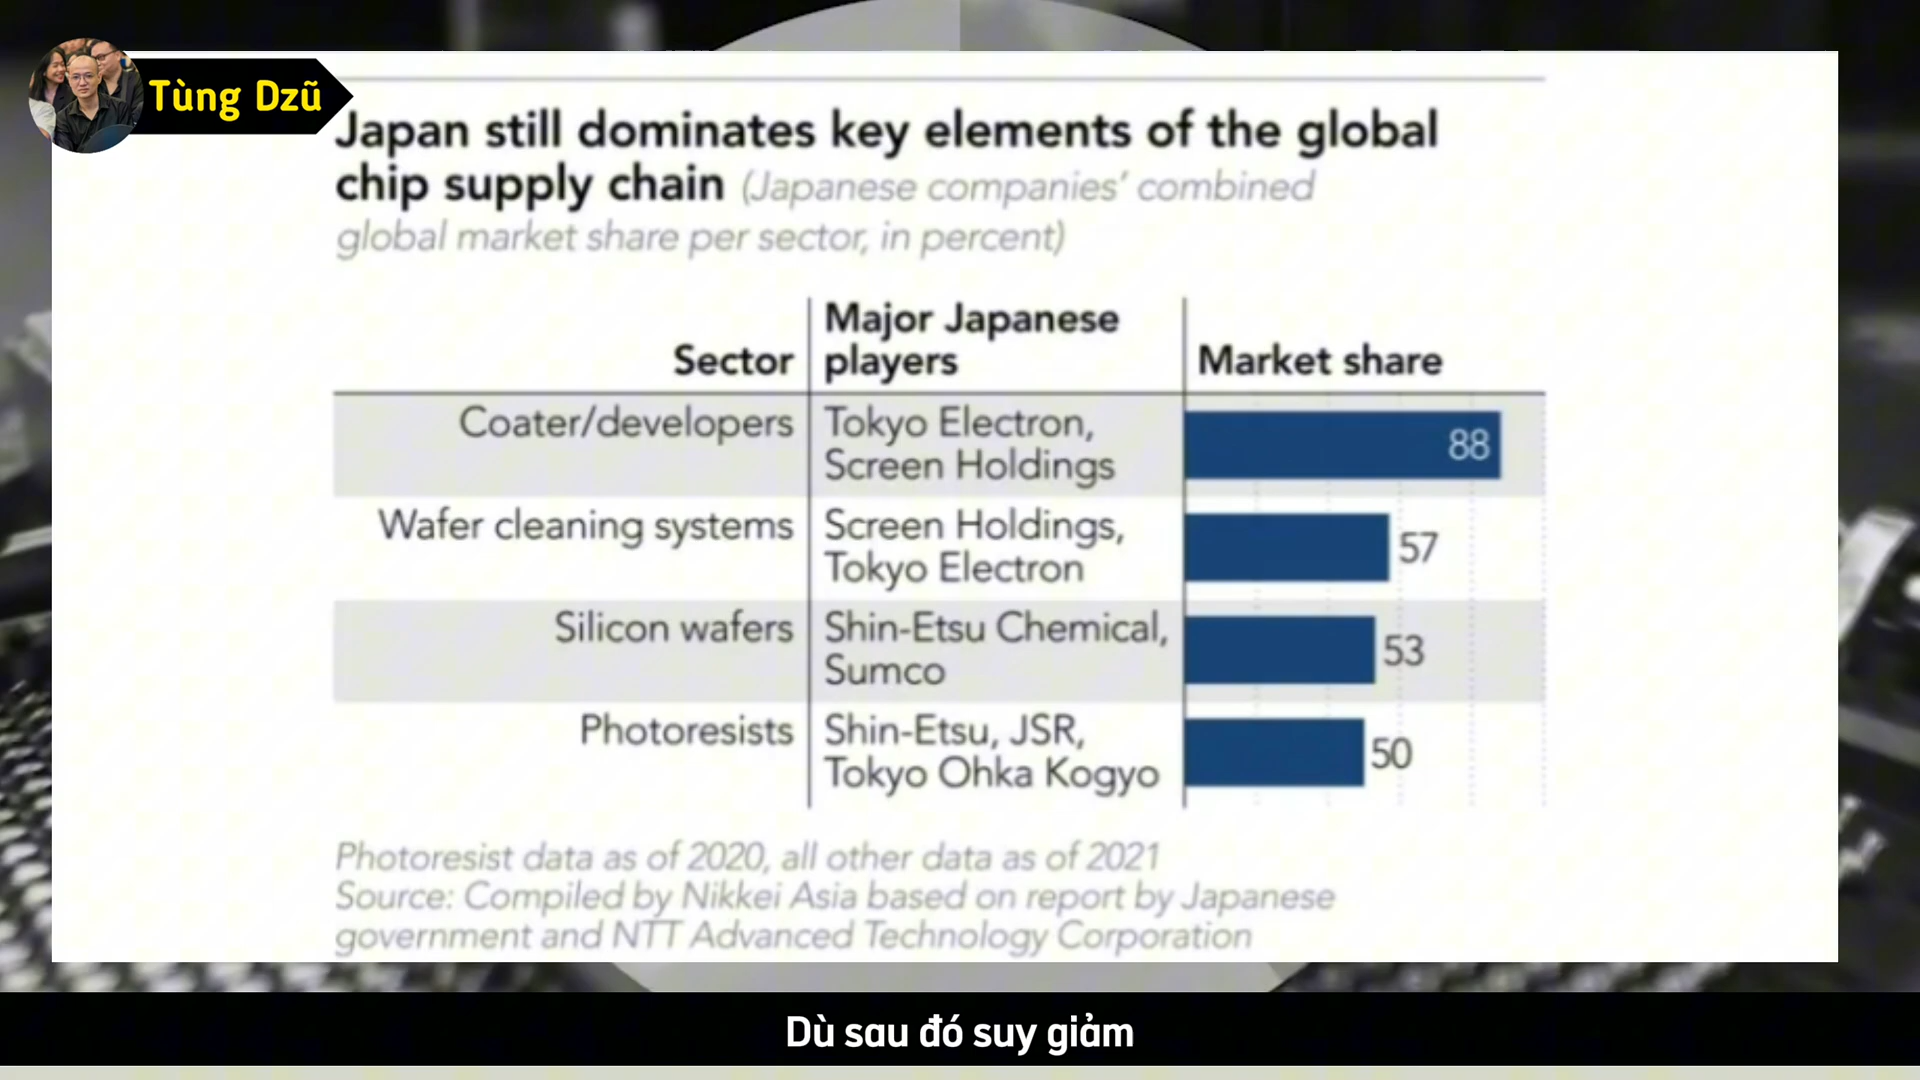 Tùng Dzũ
Japan still dominates key elements of the global
chip supply chain (Japanese companies' combined
global market share per sector, in percent)
Sector
Major Japanese
players
Market share
Coater/developers
Tokyo Electron,
Screen Holdings
88
Wafer cleaning systems
Screen Holdings,
Tokyo Electron
57
Silicon wafers
Shin-Etsu Chemical,
Sumco
53
Photoresists
Shin-Etsu, JSR,
Tokyo Ohka Kogyo
50
Photoresist data as of 2020, all other data as of 2021
Source: Compiled by Nikkei Asia based on report by Japanese
government and NTT Advanced Technology Corporation
Dù sau đó suy giảm